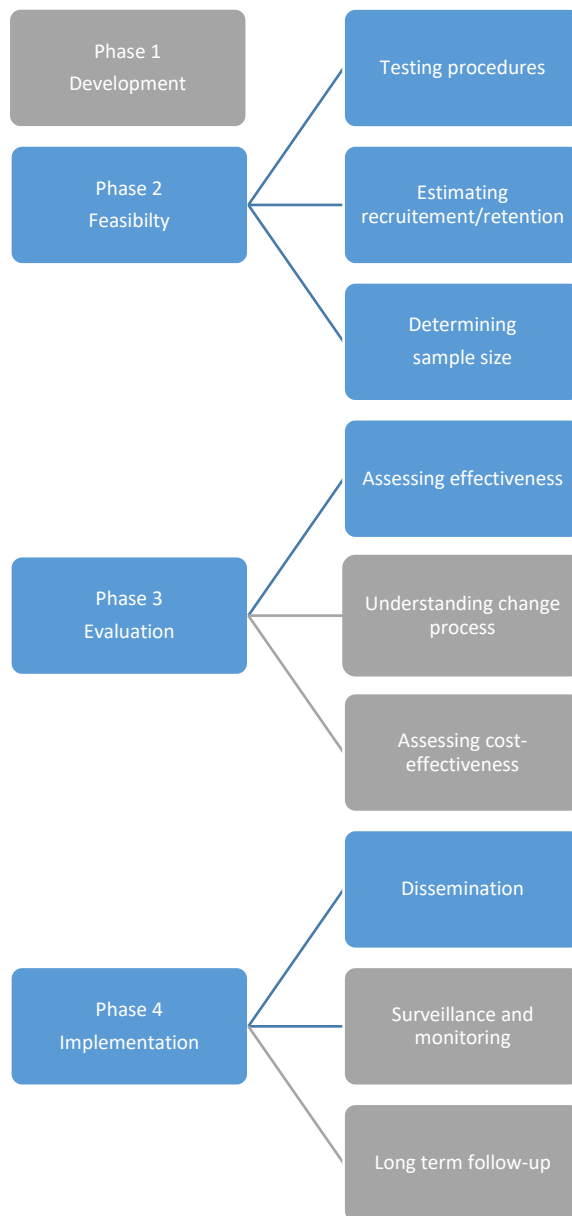 Phase 1
Development
Testing procedures
Phase 2
Feasibilty
Estimating
recruitement/retention
Determining
sample size
Assessing effectiveness
Phase 3
Evaluation
Understanding change
process
Assessing cost-
effectiveness
Dissemination
Phase 4
Implementation
Surveillance and
monitoring
Long term follow-up